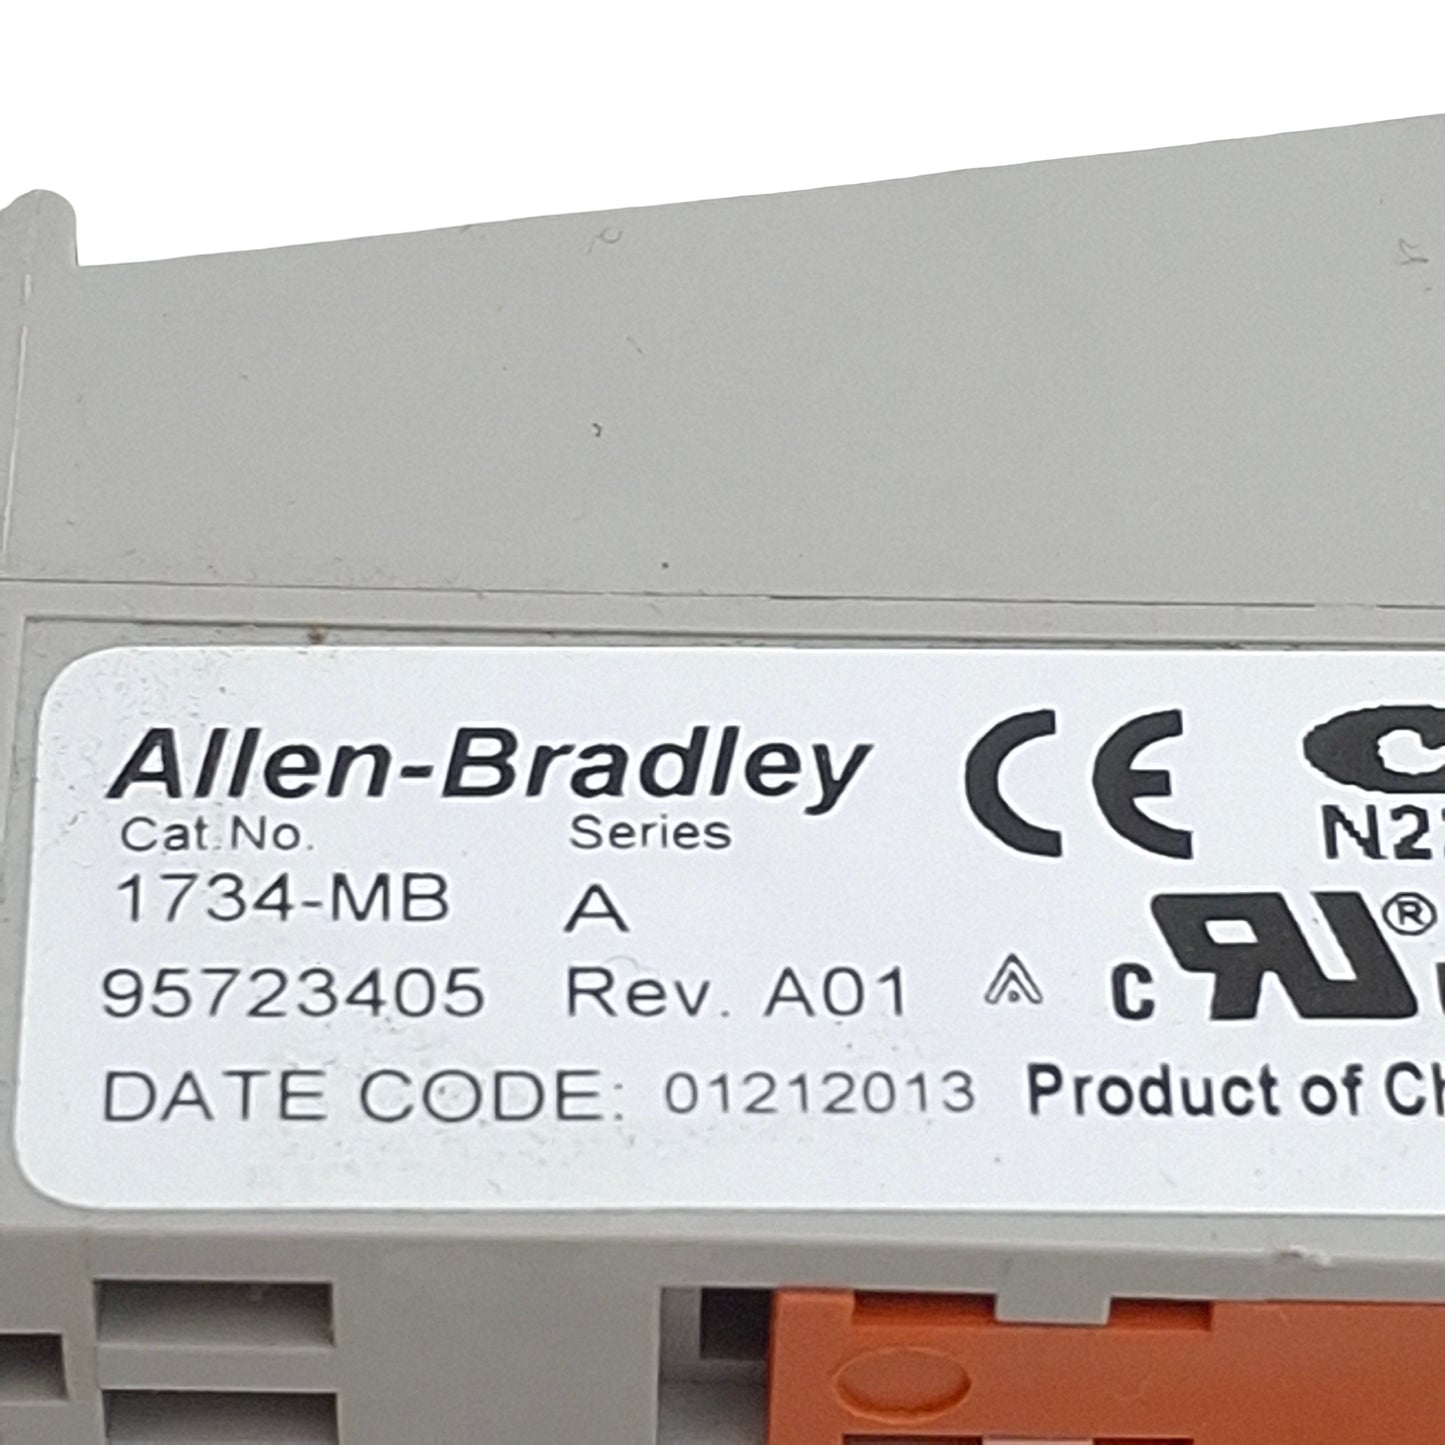 Allen-Bradley CE
Cat.No. Series
1734-MB A
95723405 Rev. A01
DATE CODE: 01212013 Product of